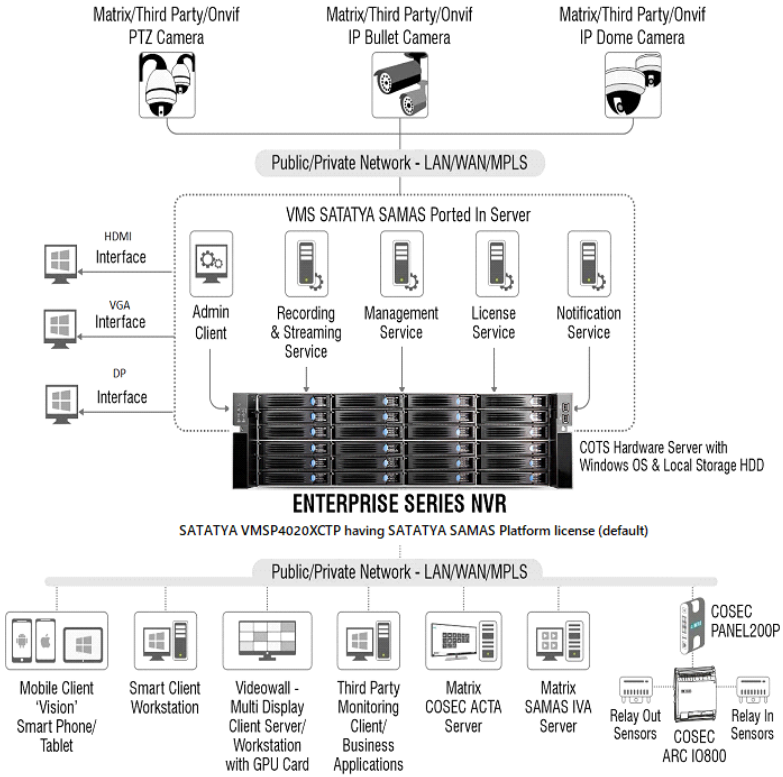 Matrix/Third Party/Onvif
PTZ Camera
Matrix/Third Party/Onvif
IP Bullet Camera
Matrix/Third Party/Onvif
IP Dome Camera
Public/Private Network - LAN/WAN/MPLS
VMS SATATYA SAMAS Ported In Server
HDMI
Interface
VGA
Interface
DP
Interface
Admin
Client
Recording
& Streaming
Service
Management
Service
License
Service
Notification
Service
COTS Hardware Server with
Windows OS & Local Storage HDD
ENTERPRISE SERIES NVR
SATATYA VMSP4020XCTP having SATATYA SAMAS Platform license (default)
Public/Private Network - LAN/WAN/MPLS
Mobile Client
‘Vision’
Smart Phone/
Tablet
Smart Client
Workstation
Videowall -
Multi Display
Client Server/
Workstation
with GPU Card
Third Party
Monitoring
Client/
Business
Applications
Matrix
COSEC ACTA
Server
Matrix
SAMAS IVA
Server
COSEC
PANEL200P
Relay Out
Sensors
COSEC
ARC IO800
Relay In
Sensors